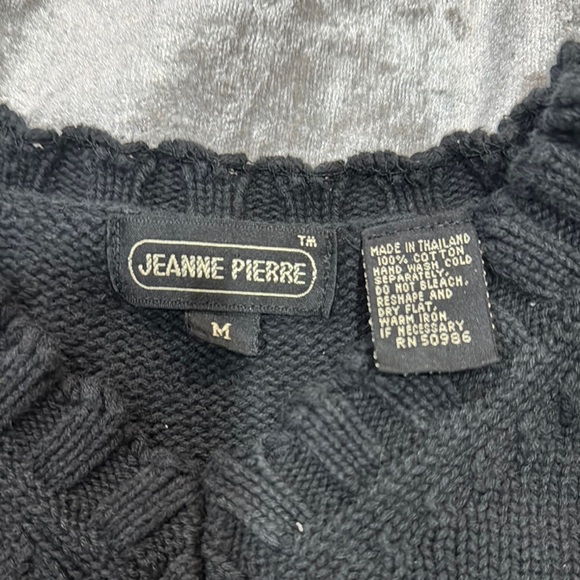 JEANNE PIERRE TM
M
MADE IN THAILAND
100% COTTON
HAND WASH COLD
SEPARATELY,
DO NOT BLEACH,
RESHAPE AND
DRY FLAT,
WARM IRON
IF NECESSARY
RN 50986